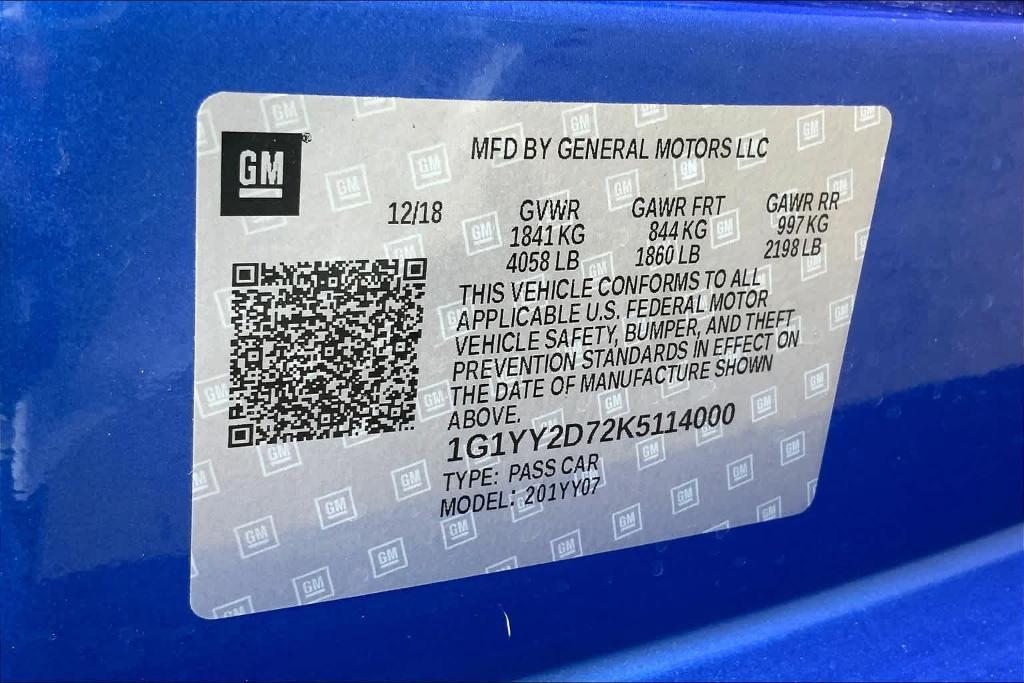 GM
MFD BY GENERAL MOTORS LLC
12/18
GVWR
1841 KG
4058 LB
GAWR FRT
844 KG
1860 LB
GAWR RR
997 KG
2198 LB
THIS VEHICLE CONFORMS TO ALL
APPLICABLE U.S. FEDERAL MOTOR
VEHICLE SAFETY, BUMPER, AND THEFT
PREVENTION STANDARDS IN EFFECT ON
THE DATE OF MANUFACTURE SHOWN
ABOVE.
1G1YY2D72K5114000
TYPE: PASS CAR
MODEL: 201YY07